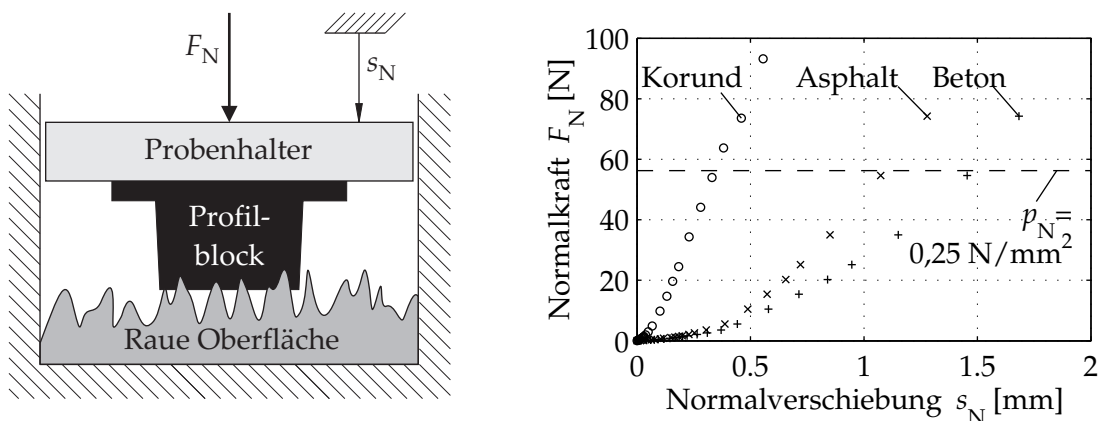 F_N
s_N
Probenhalter
Profil-
block
Raue Oberfläche
Normalkraft F_N [N]
100
80
60
40
20
0
Korund
Asphalt
Beton
p_N=
0,25 N/mm²
0
0.5
1
1.5
2
Normalverschiebung s_N [mm]